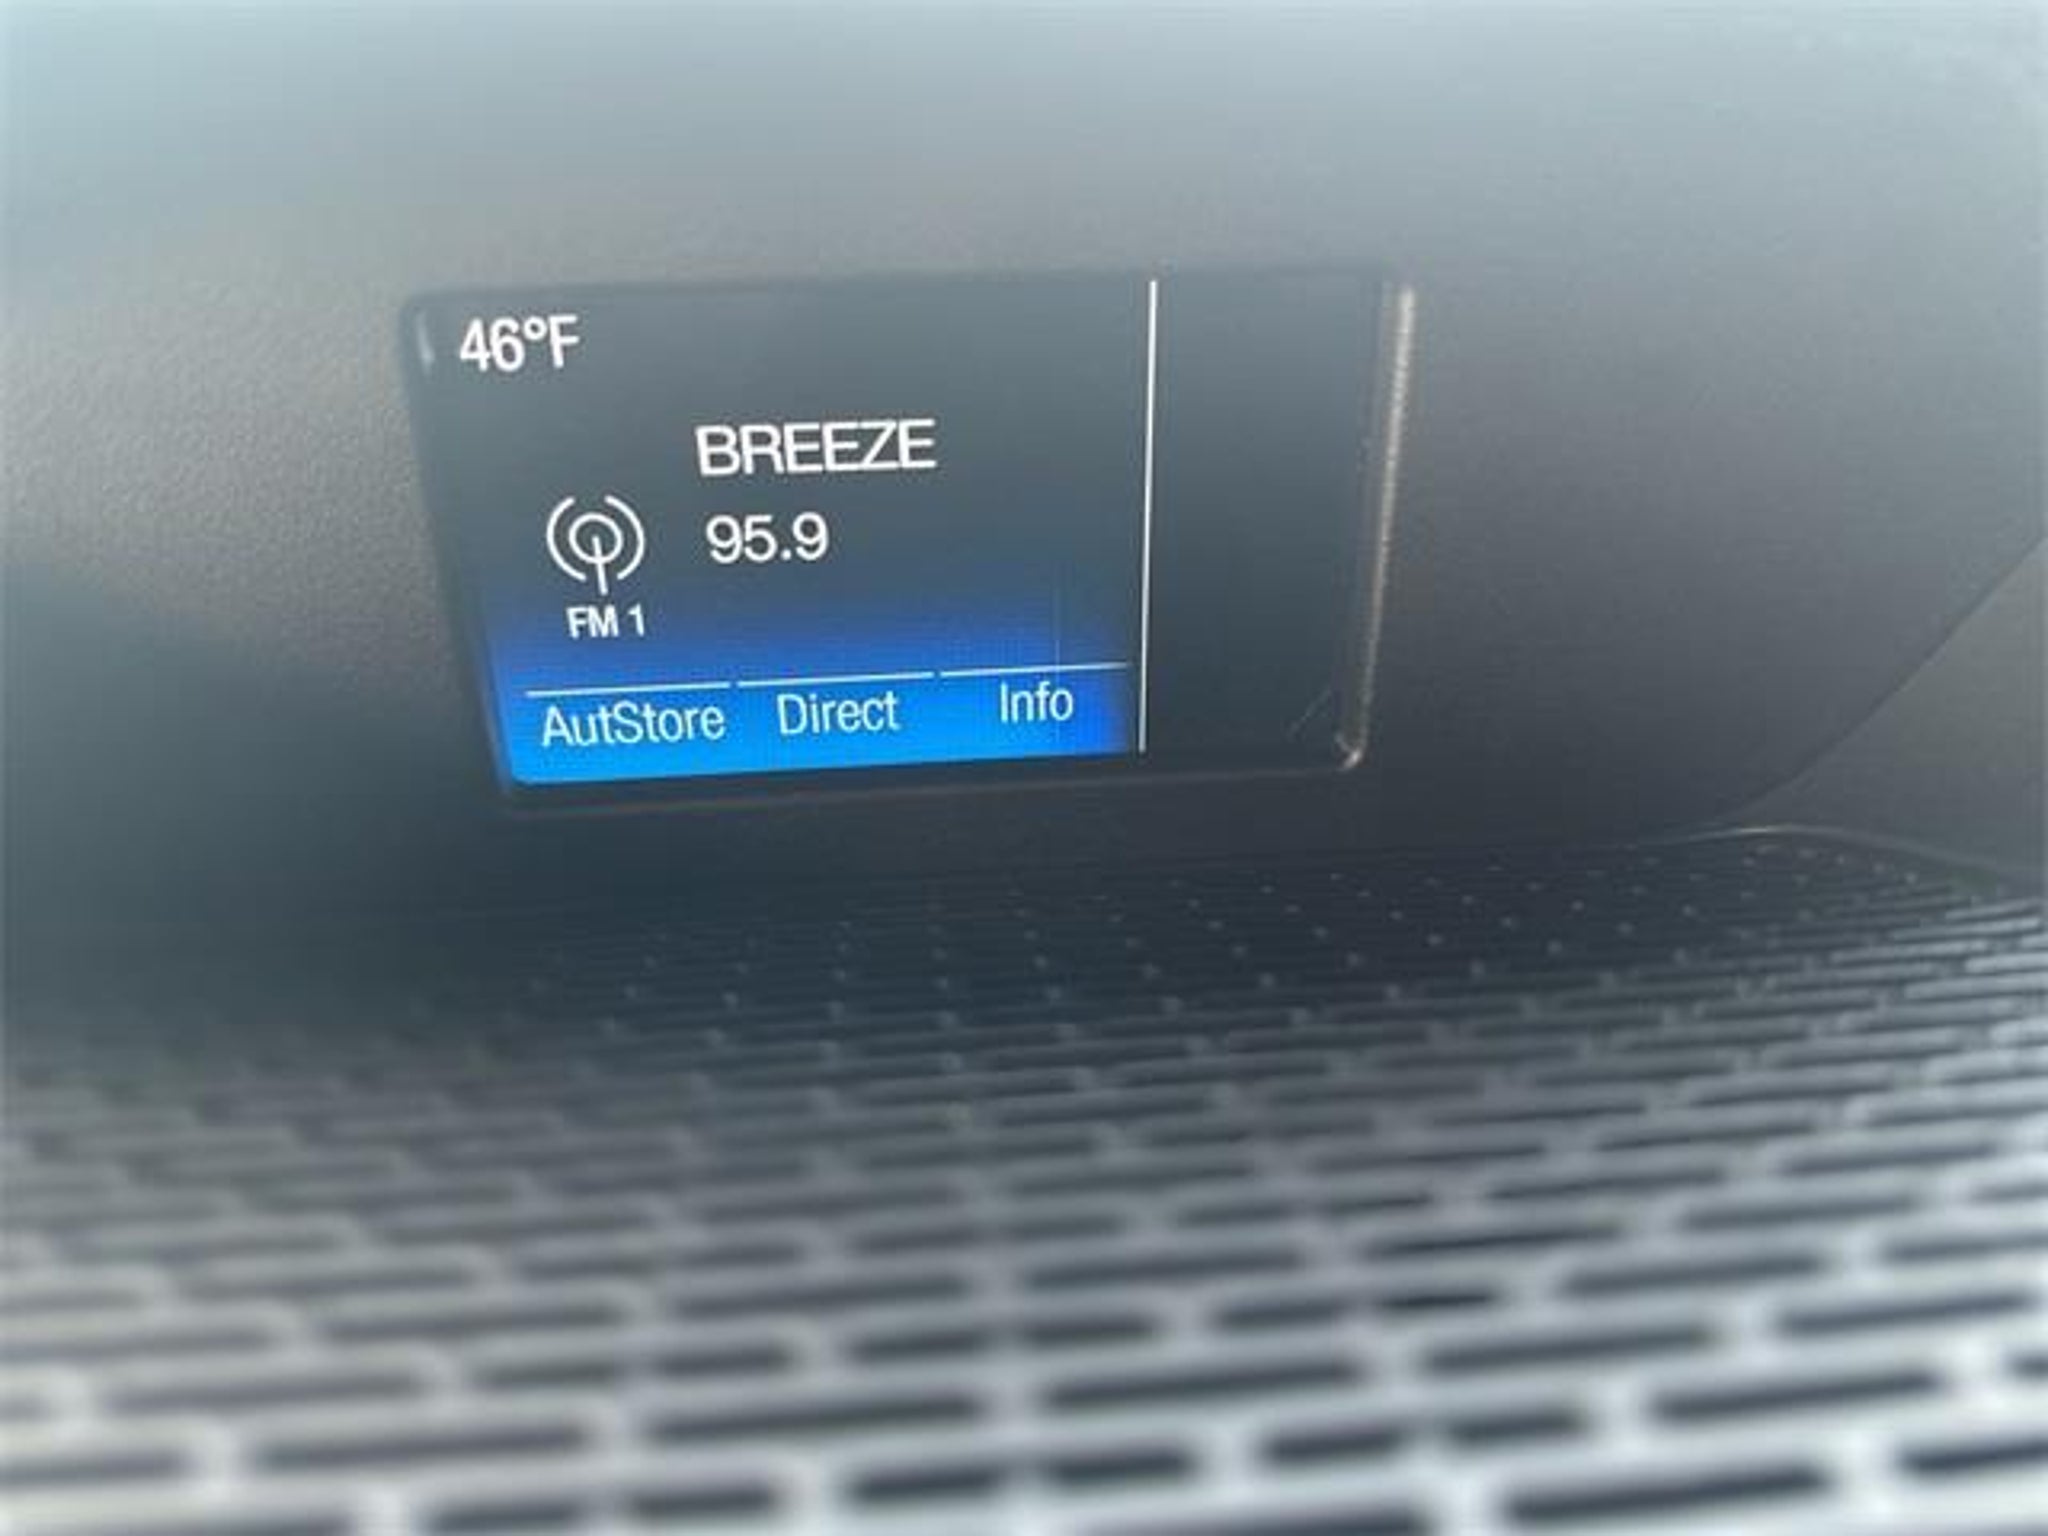 46°F
BREEZE
95.9
FM 1
AutStore Direct Info